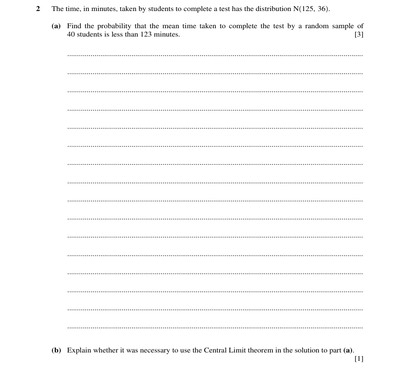 2 The time, in minutes, taken by students to complete a test has the distribution N(125, 36).
(a) Find the probability that the mean time taken to complete the test by a random sample of
40 students is less than 123 minutes. [3]
(b) Explain whether it was necessary to use the Central Limit theorem in the solution to part (a).
[1]